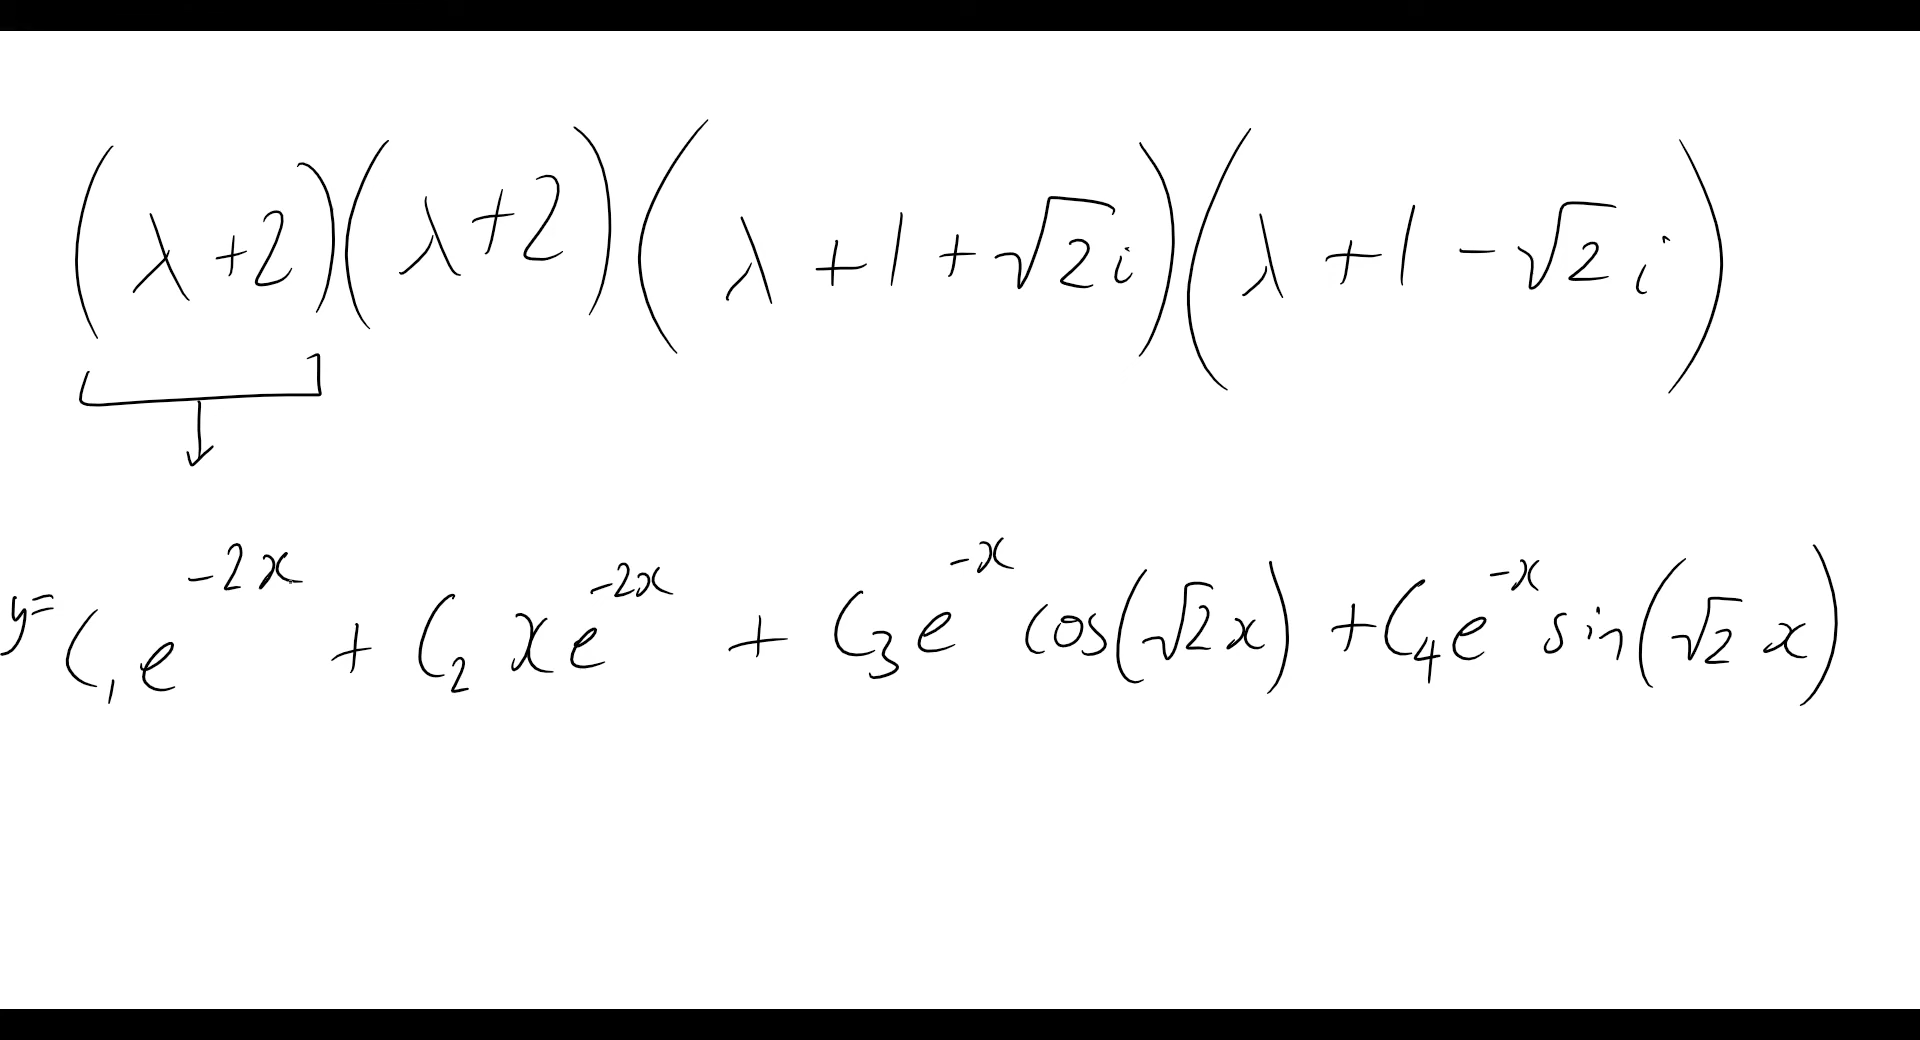 (λ+2)(λ+2)(λ+1+√2i)(λ+1-√2i)
y= C₁e^{-2x} + C₂xe^{-2x} + C₃e^{-x}cos(√2x) + C₄e^{-x}sin(√2x)